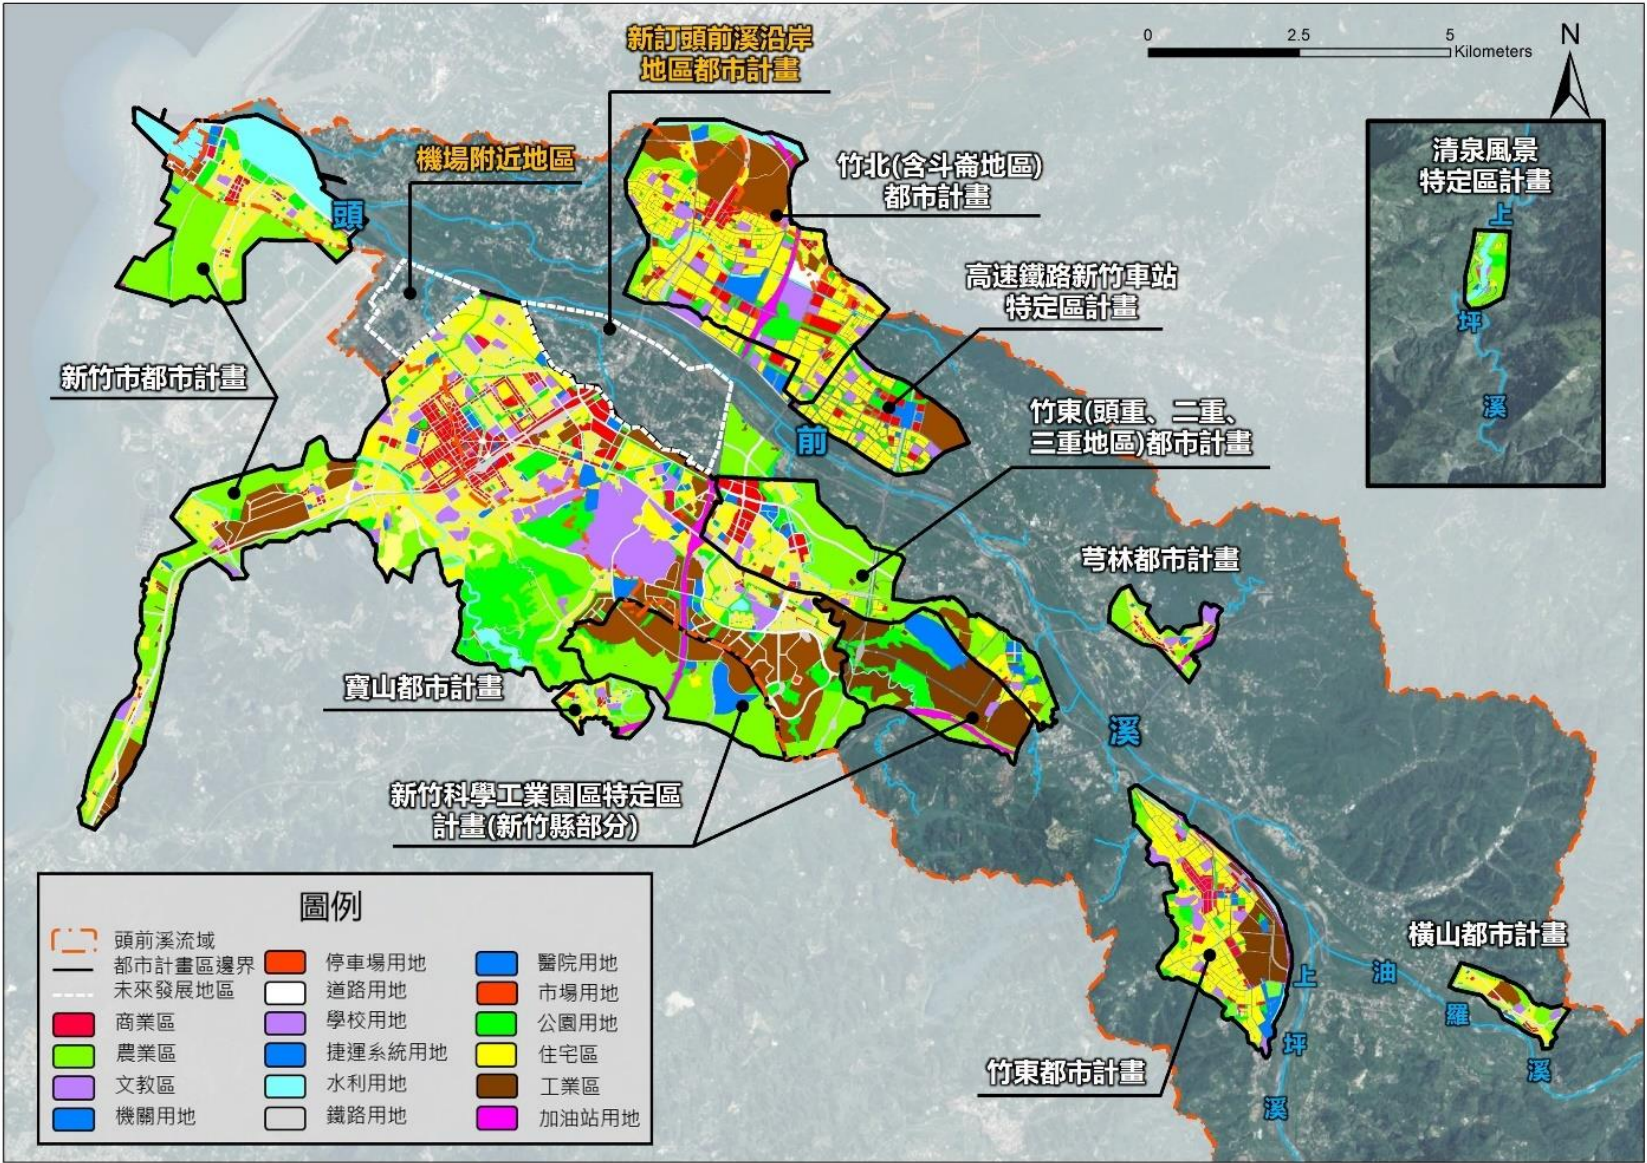 新訂頭前溪沿岸
地區都市計畫
0
2.5
5
Kilometers
N
機場附近地區
竹北(含斗崙地區)
都市計畫
清泉風景
特定區計畫
上
坪
溪
頭
高速鐵路新竹車站
特定區計畫
新竹市都市計畫
竹東(頭重、二重、
三重地區)都市計畫
前
芎林都市計畫
寶山都市計畫
溪
新竹科學工業園區特定區
計畫(新竹縣部分)
橫山都市計畫
上
坪
溪
油
羅
溪
竹東都市計畫
圖例
頭前溪流域
都市計畫區邊界
未來發展地區
商業區
農業區
文教區
機關用地
停車場用地
道路用地
學校用地
捷運系統用地
水利用地
鐵路用地
醫院用地
市場用地
公園用地
住宅區
工業區
加油站用地